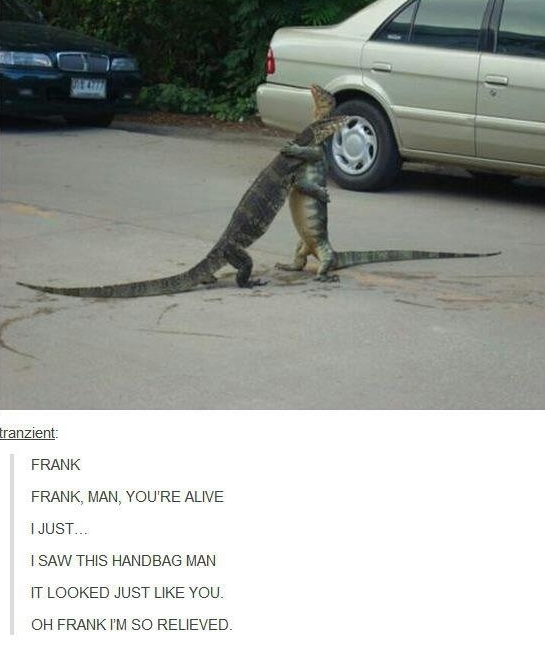 tranzient:
FRANK
FRANK, MAN, YOU'RE ALIVE
I JUST...
I SAW THIS HANDBAG MAN
IT LOOKED JUST LIKE YOU.
OH FRANK I'M SO RELIEVED.